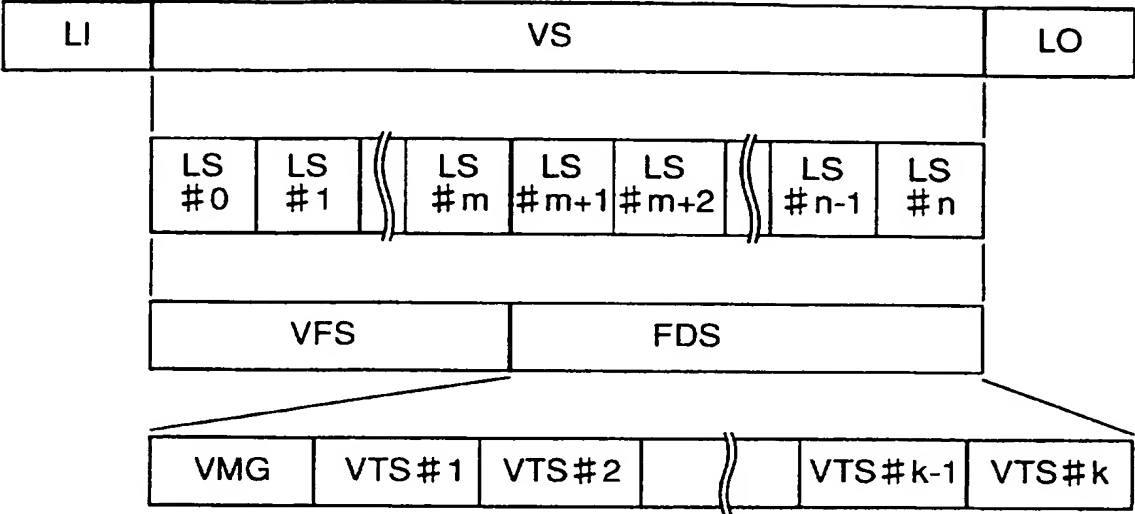 LI VS LO
LS LS LS LS LS LS LS
#0 #1 #m #m+1 #m+2 #n-1 #n
VFS FDS
VMG VTS#1 VTS#2 VTS#k-1 VTS#k